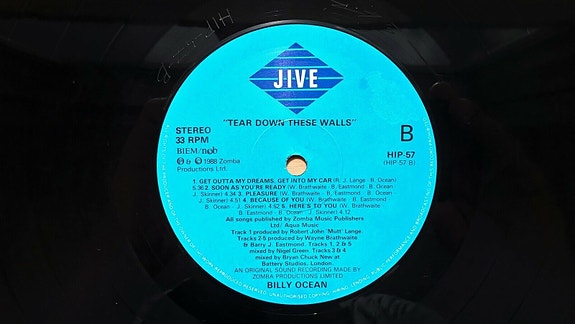 JIVE
"TEAR DOWN THESE WALLS"
STEREO
33 RPM
BIEM/ncb
B
HIP-57
(HIP-57 B)
℗ & © 1988 Zomba
Productions Ltd.
1. GET OUTTA MY DREAMS, GET INTO MY CAR (R. J. Lange · B. Ocean)
5.36 2. SOON AS YOU'RE READY (W. Brathwaite · B. Eastmond · B. Ocean ·
J. Skinner) 4.34 3. PLEASURE (W. Brathwaite · B. Eastmond · B. Ocean
· J. Skinner) 4.51 4. BECAUSE OF YOU (W. Brathwaite · B. Eastmond ·
B. Ocean · J. Skinner) 4.52 5. HERE'S TO YOU (W. Brathwaite ·
B. Eastmond · B. Ocean · J. Skinner) 4.12
All songs published by Zomba Music Publishers
Ltd/ Aqua Music
Track 1 produced by Robert John 'Mutt' Lange.
Tracks 2-5 produced by Wayne Brathwaite
& Barry J. Eastmond. Tracks 1, 2 & 5
mixed by Nigel Green. Tracks 3 & 4
mixed by Bryan Chuck New at
Battery Studios, London.
AN ORIGINAL SOUND RECORDING MADE BY
ZOMBA PRODUCTIONS LIMITED
BILLY OCEAN